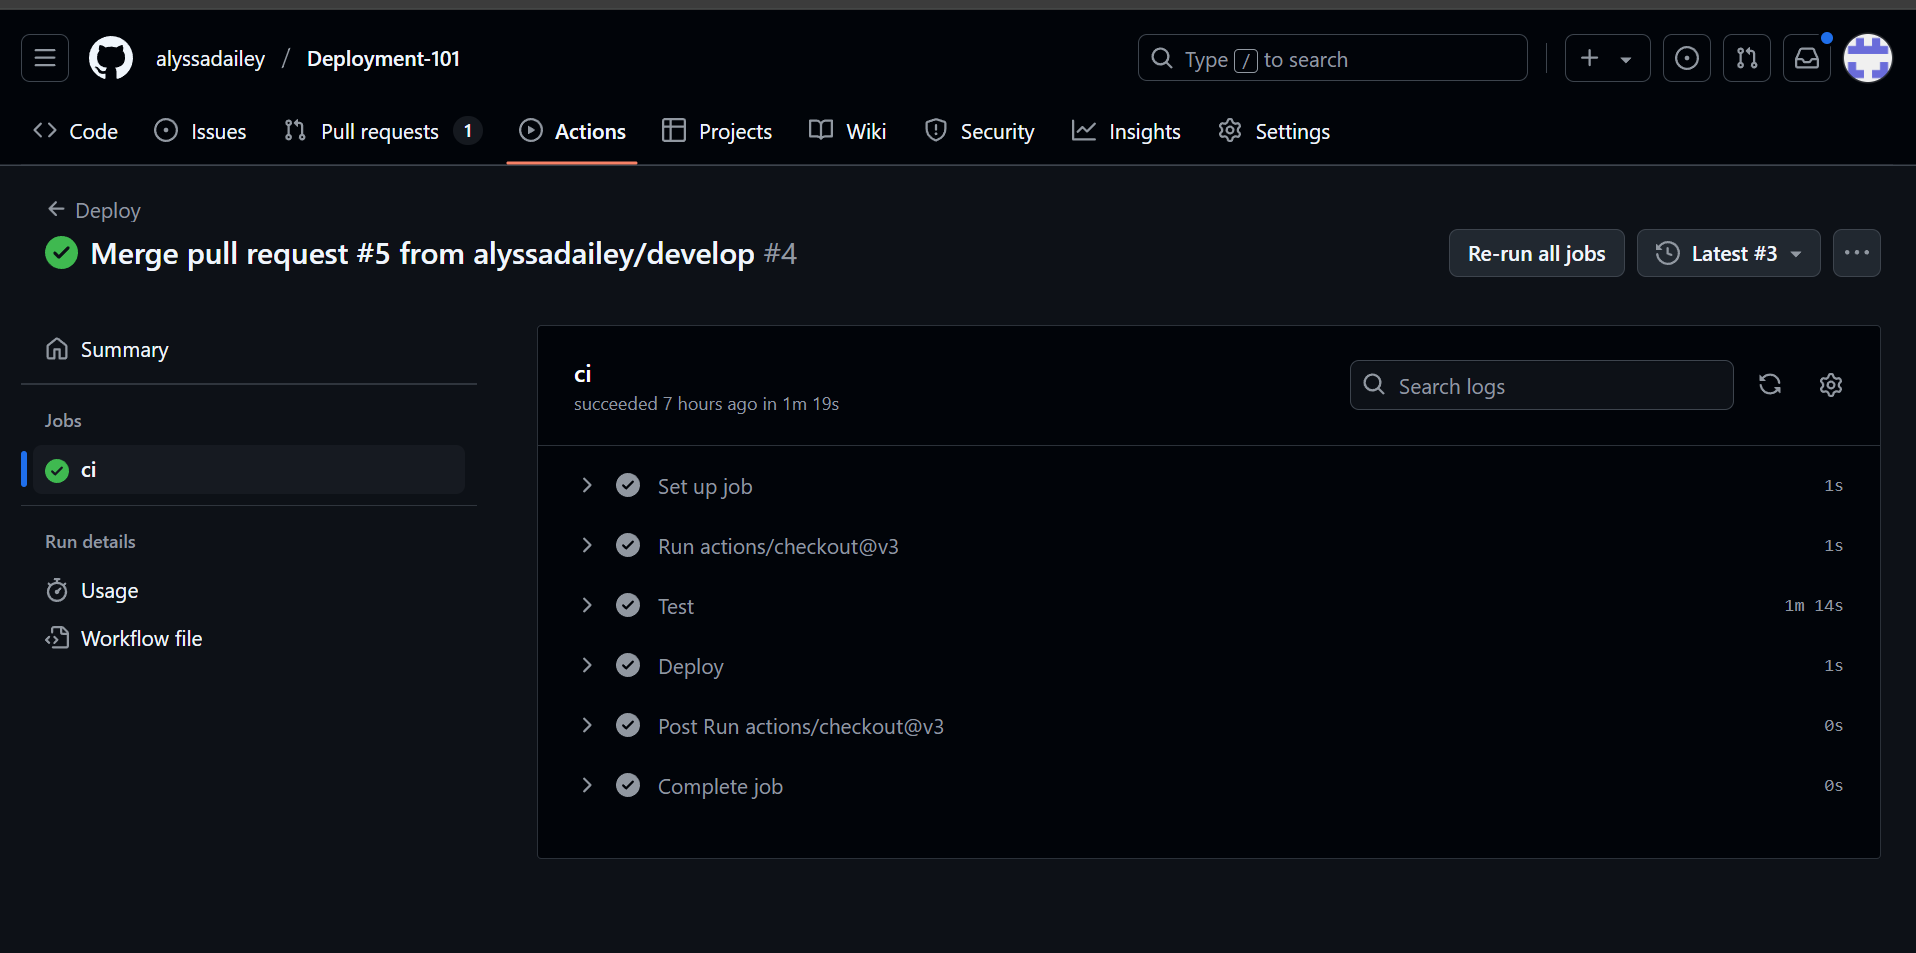 alyssadailey / Deployment-101
Type / to search
Code Issues Pull requests 1 Actions Projects Wiki Security Insights Settings
Deploy
Merge pull request #5 from alyssadailey/develop #4
Re-run all jobs
Latest #3
Summary
Jobs
ci
Run details
Usage
Workflow file
ci
succeeded 7 hours ago in 1m 19s
Search logs
Set up job 1s
Run actions/checkout@v3 1s
Test 1m 14s
Deploy 1s
Post Run actions/checkout@v3 0s
Complete job 0s